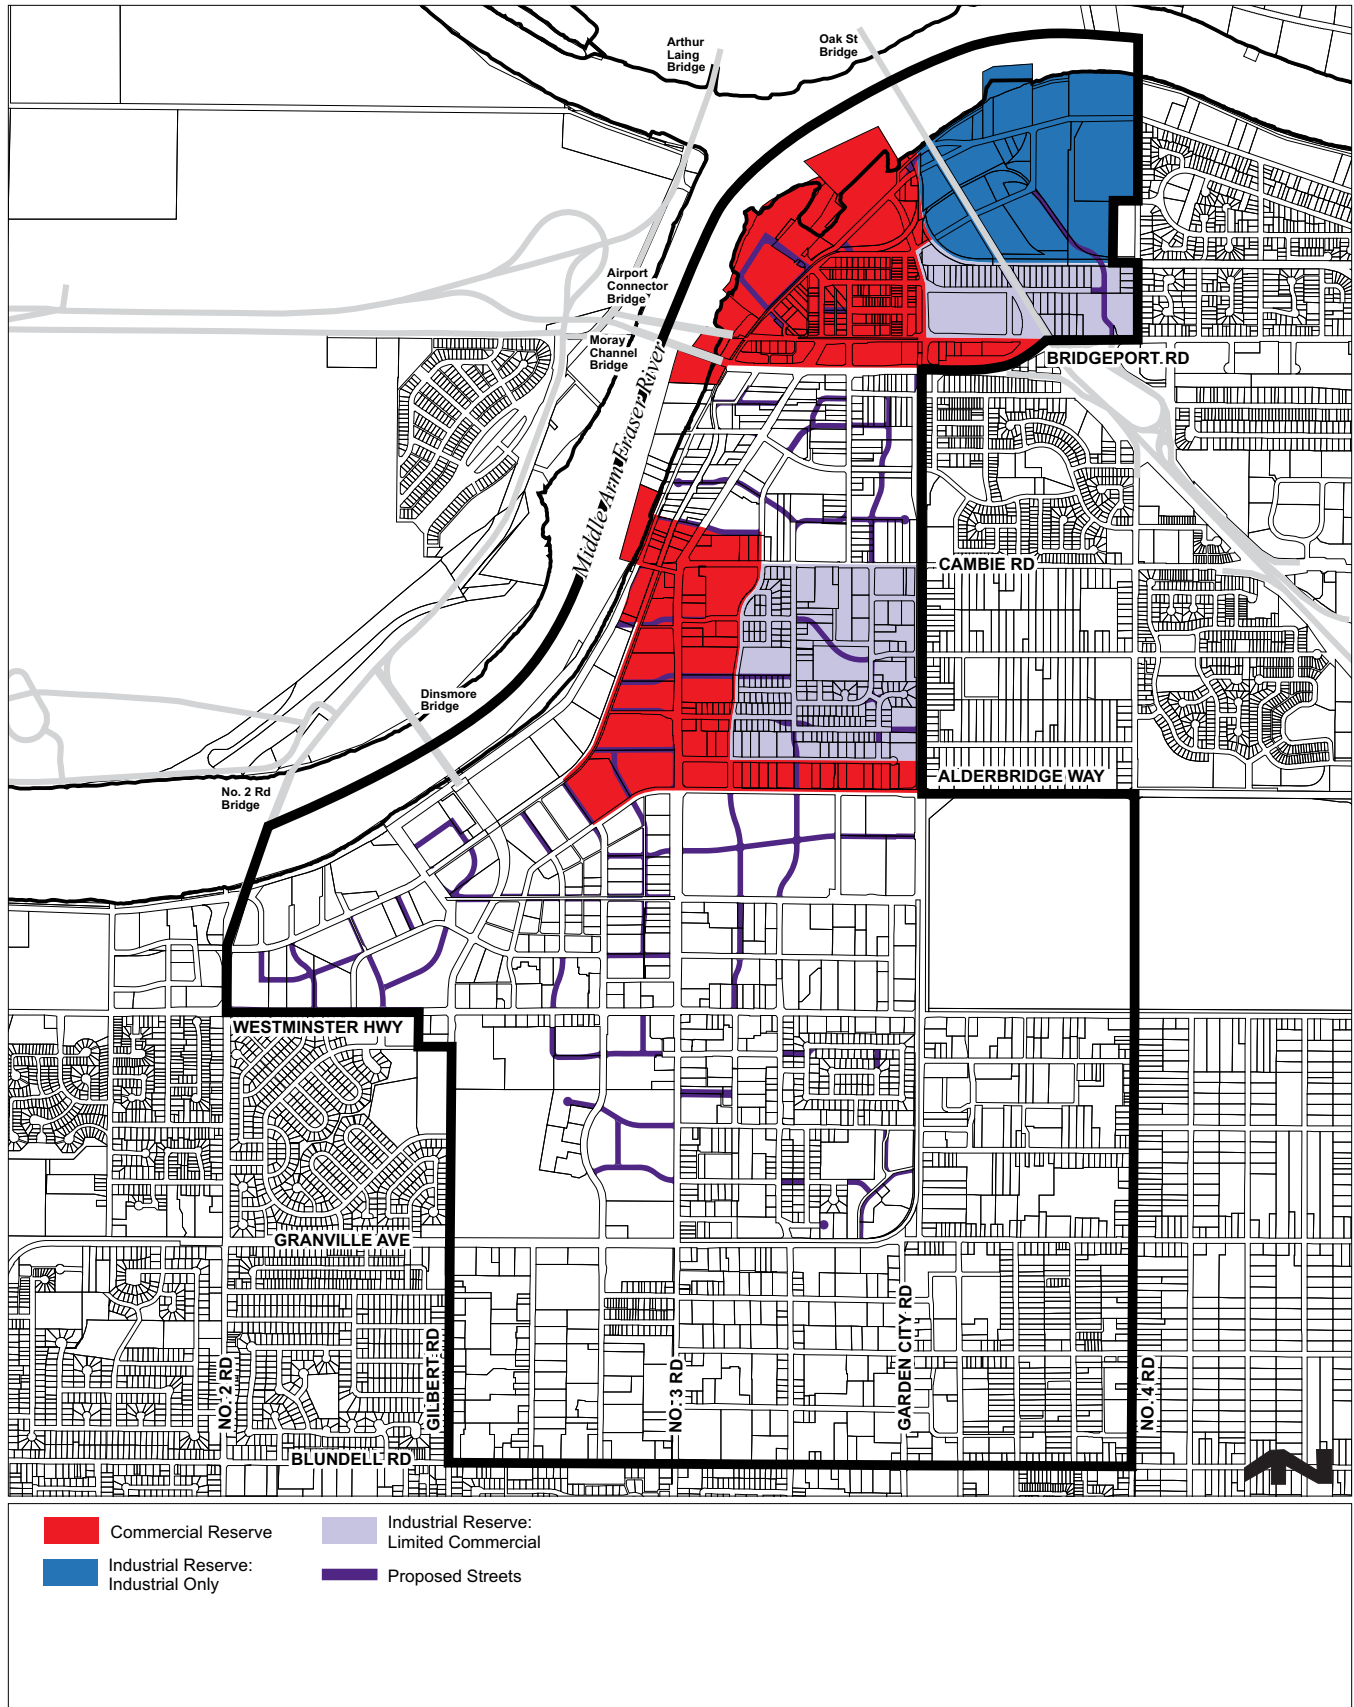 Arthur
Laing
Bridge
Oak St
Bridge
Airport
Connector
Bridge
Moray
Channel
Bridge
BRIDGEPORT RD
Middle Arm Fraser River
CAMBIE RD
Dinsmore
Bridge
ALDERBRIDGE WAY
No. 2 Rd
Bridge
WESTMINSTER HWY
GRANVILLE AVE
NO. 2 RD
GILBERT RD
NO. 3 RD
GARDEN CITY RD
NO. 4 RD
BLUNDELL RD
N
Commercial Reserve
Industrial Reserve:
Industrial Only
Industrial Reserve:
Limited Commercial
Proposed Streets